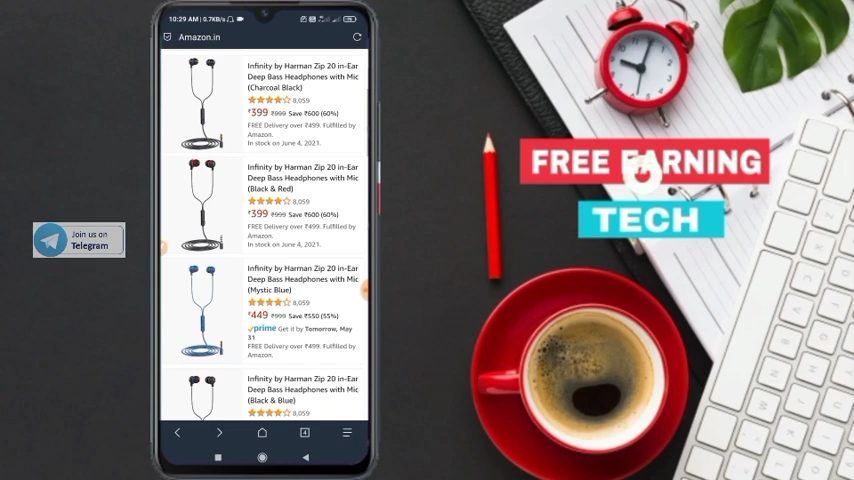 10:29 AM | 0.7KB/s
Amazon.in
Infinity by Harman Zip 20 in-Ear
Deep Bass Headphones with Mic
(Charcoal Black)
8,059
₹399 ₹999 Save ₹600 (60%)
FREE Delivery over ₹499. Fulfilled by
Amazon.
In stock on June 4, 2021.
Infinity by Harman Zip 20 in-Ear
Deep Bass Headphones with Mic
(Black & Red)
8,059
₹399 ₹999 Save ₹600 (60%)
FREE Delivery over ₹499. Fulfilled by
Amazon.
In stock on June 4, 2021.
Infinity by Harman Zip 20 in-Ear
Deep Bass Headphones with Mic
(Mystic Blue)
8,059
₹449 ₹999 Save ₹550 (55%)
prime Get it by Tomorrow, May
31
FREE Delivery over ₹499. Fulfilled by
Amazon.
Infinity by Harman Zip 20 in-Ear
Deep Bass Headphones with Mic
(Black & Blue)
8,059
4
Join us on
Telegram
FREE EARNING
TECH